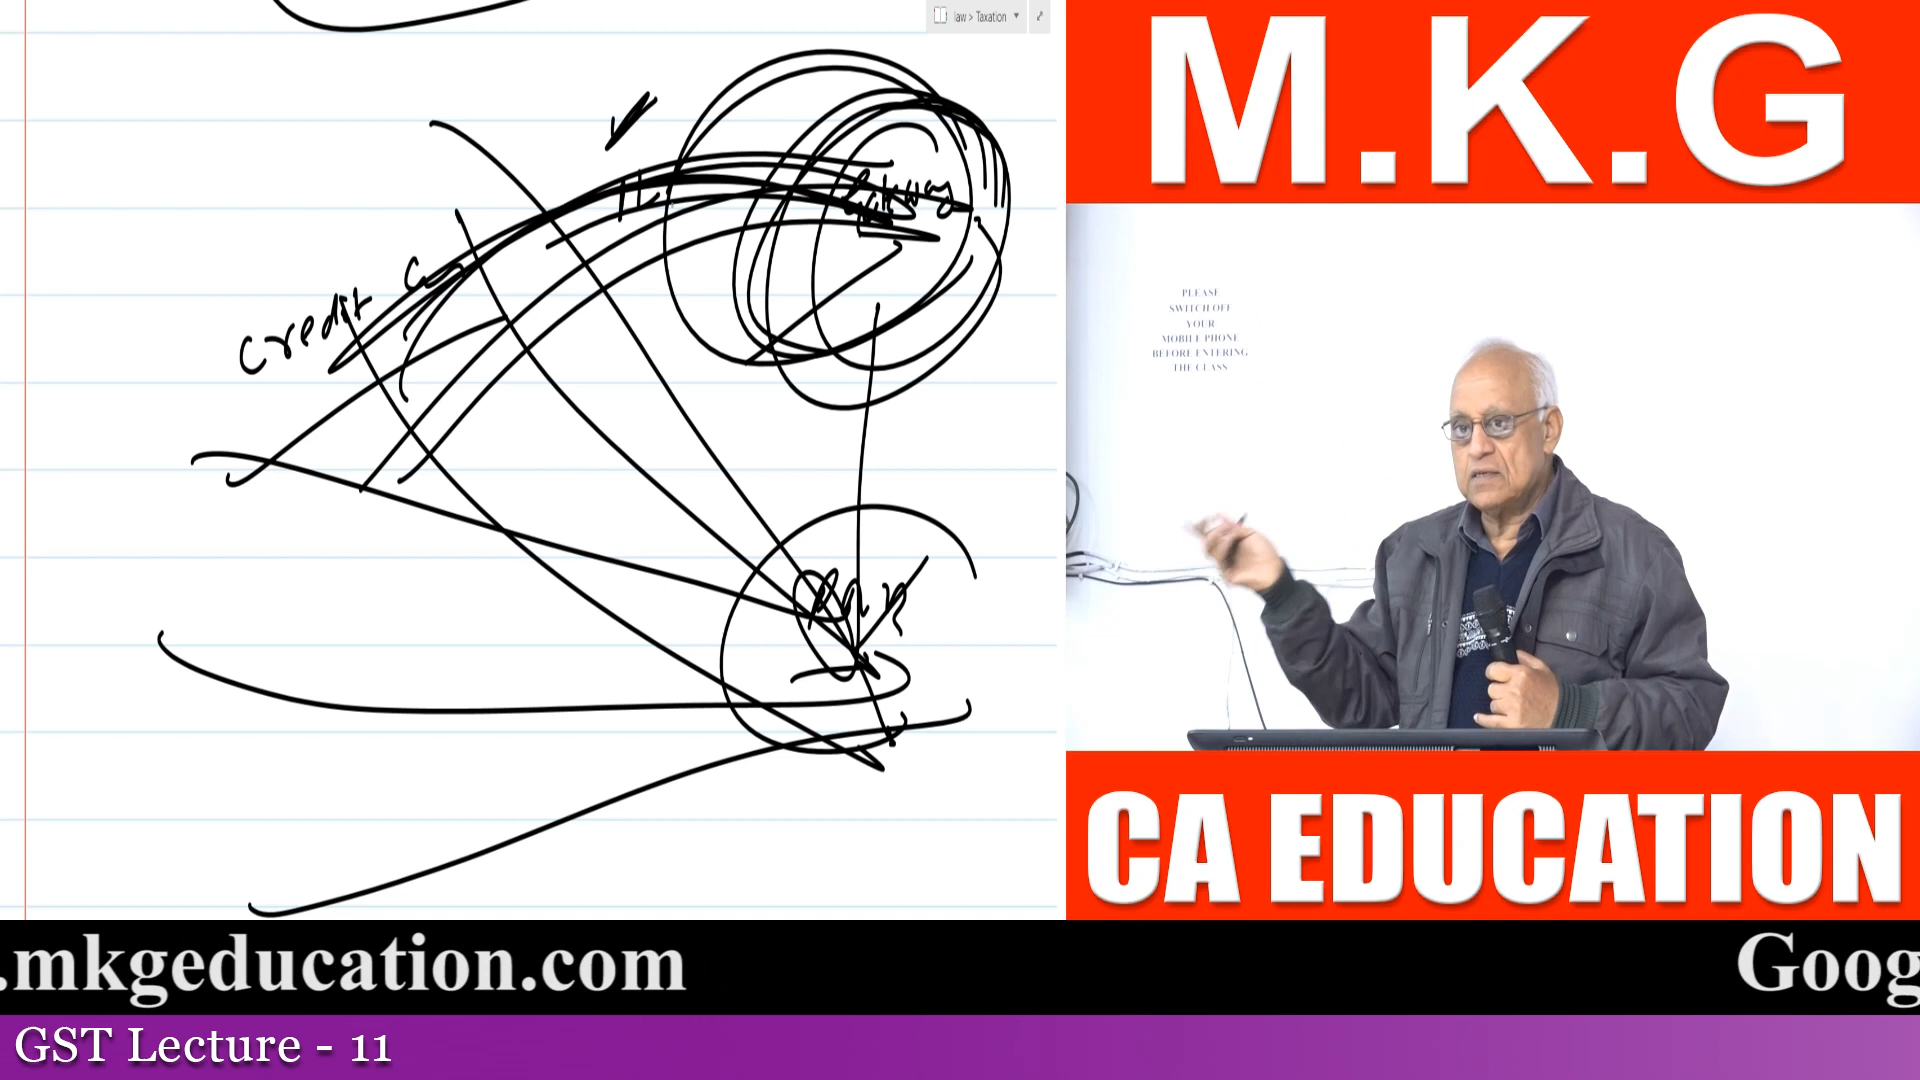 law > Taxation
M.K.G
Credit
Gateway
PLEASE
SWITCH OFF
YOUR
MOBILE PHONE
BEFORE ENTERING
THE CLASS
CA EDUCATION
.mkgeducation.com
Goog
GST Lecture - 11